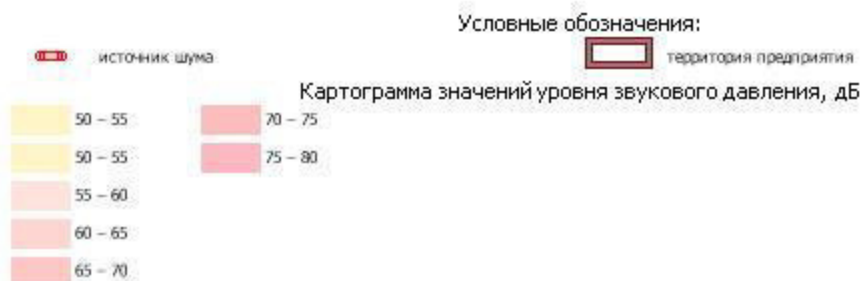 Условные обозначения:
источник шума
территория предприятия
Картограмма значений уровня звукового давления, дБ
50 – 55
70 – 75
50 – 55
75 – 80
55 – 60
60 – 65
65 – 70